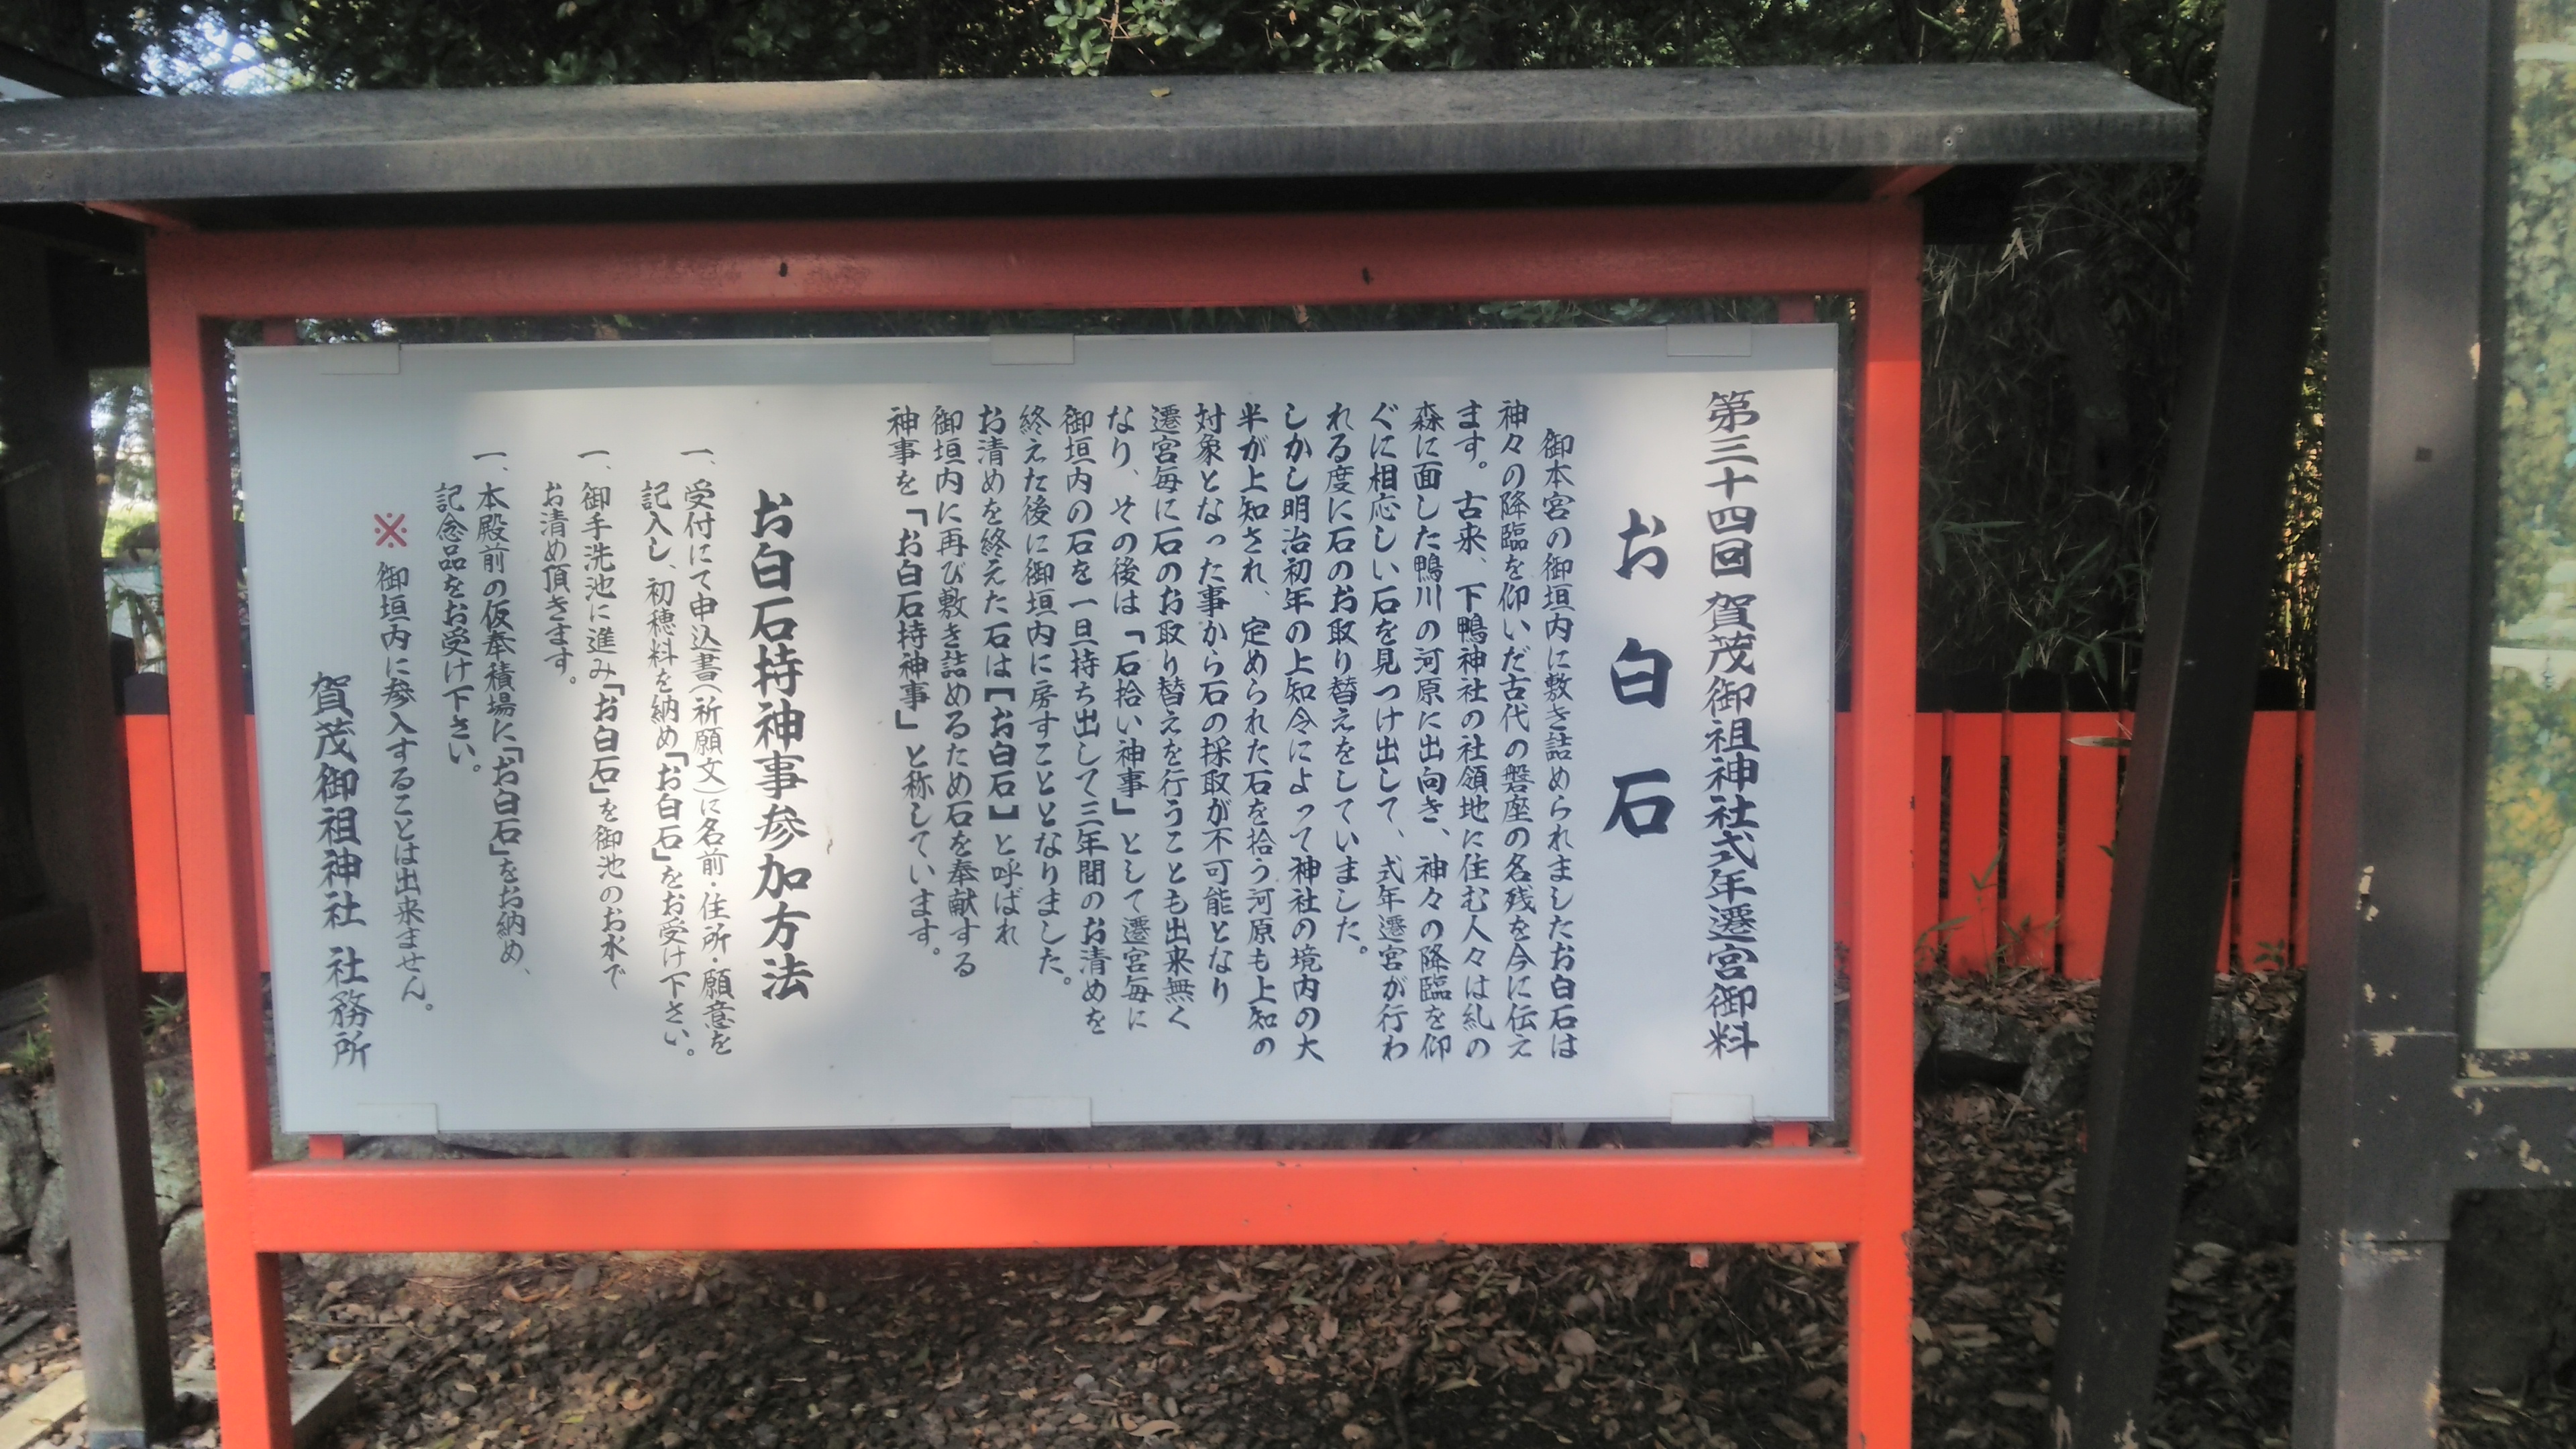 第三十四回 賀茂御祖神社式年遷宮御料
お白石
御本宮の御垣内に敷き詰められましたお白石は
神々の降臨を仰いだ古代の磐座の名残を今に伝え
ます。古来、下鴨神社の社領地に住む人々は糺の
森に面した鴨川の河原に出向き、神々の降臨を仰
ぐに相応しい石を見つけ出して、式年遷宮が行わ
れる度に石のお取り替えをしていました。
しかし明治初年の上知令によって神社の境内の大
半が上知され、定められた石を拾う河原も上知の
対象となった事から石の採取が不可能となり
遷宮毎に石のお取り替えを行うことも出来無く
なり、その後は「石拾い神事」として遷宮毎に
御垣内の石を一旦持ち出して三年間のお清めを
終えた後に御垣内に戻すこととなりました。
お清めを終えた石は【お白石】と呼ばれ
御垣内に再び敷き詰めるため石を奉献する
神事を「お白石持神事」と称しています。
お白石持神事参加方法
一、受付にて申込書(祈願文)に名前・住所・願意を
記入し、初穂料を納め「お白石」をお受け下さい。
一、御手洗池に進み「お白石」を御池のお水で
お清め頂きます。
一、本殿前の仮奉積場に「お白石」をお納め、
記念品をお受け下さい。
※ 御垣内に参入することは出来ません。
賀茂御祖神社 社務所